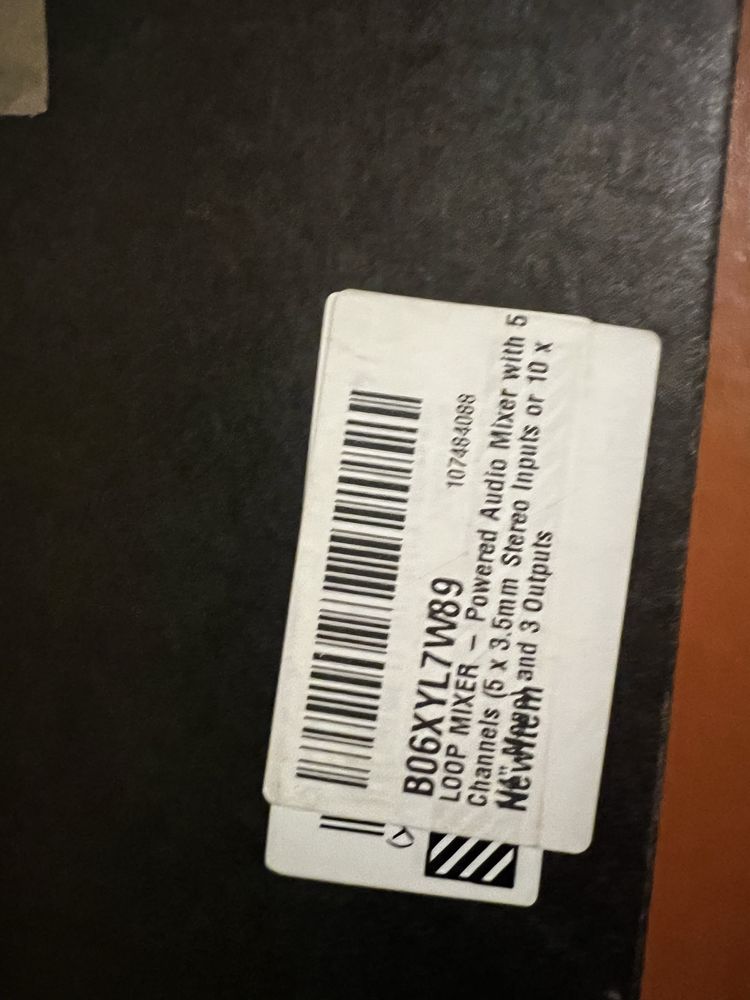 B06XYL7W89
107484088
LOOP MIXER – Powered Audio Mixer with 5
Channels (5 x 3.5mm Stereo Inputs or 10 x
and 3 Outputs
New Item